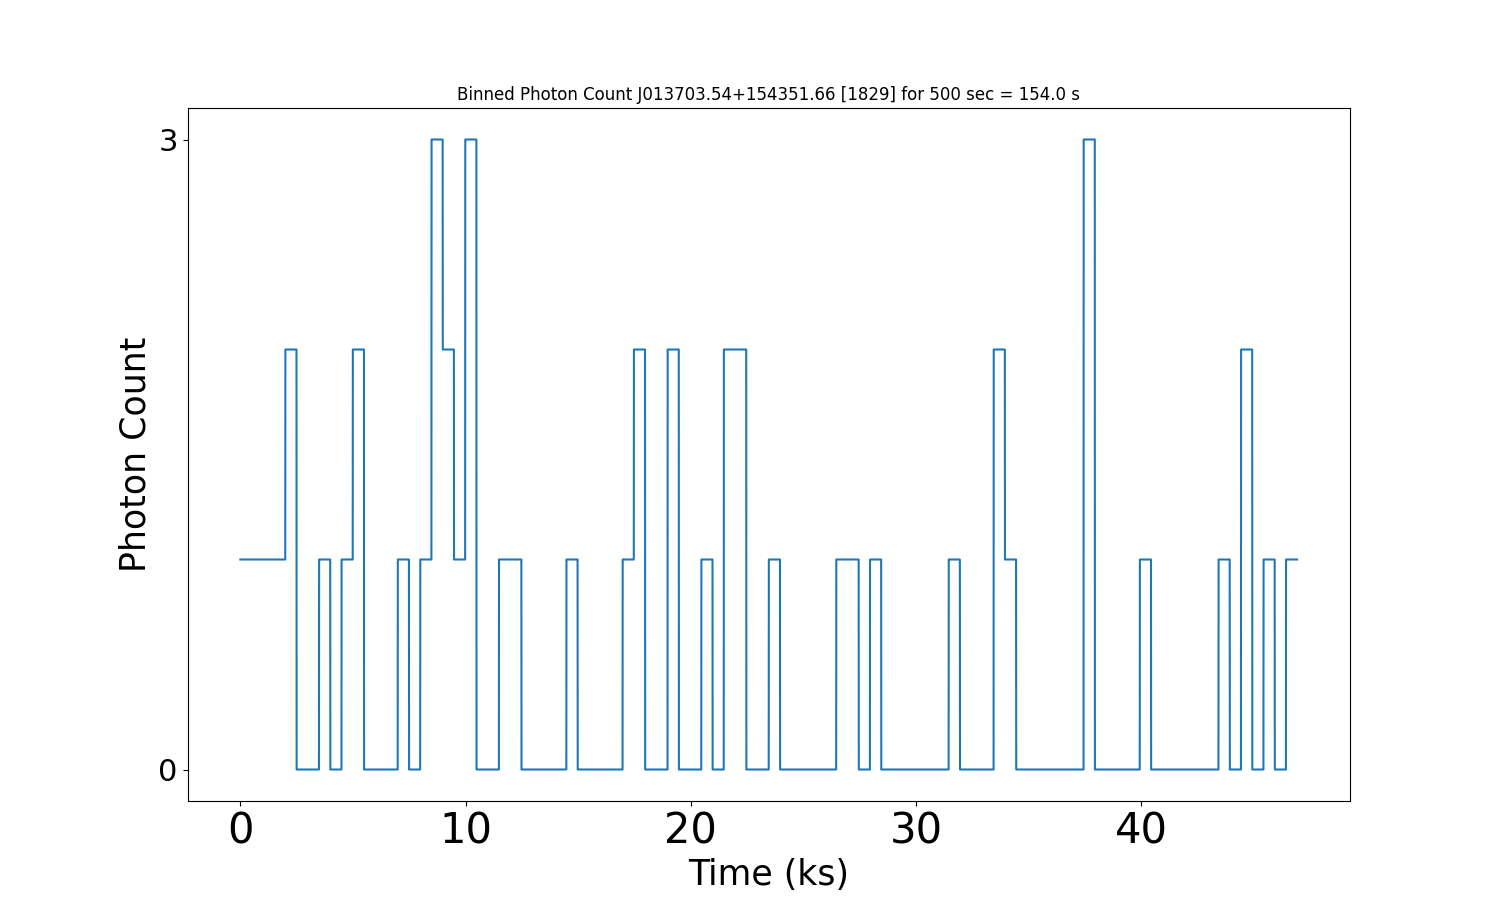 Binned Photon Count J013703.54+154351.66 [1829] for 500 sec = 154.0 s
3
Photon Count
0
0 10 20 30 40
Time (ks)